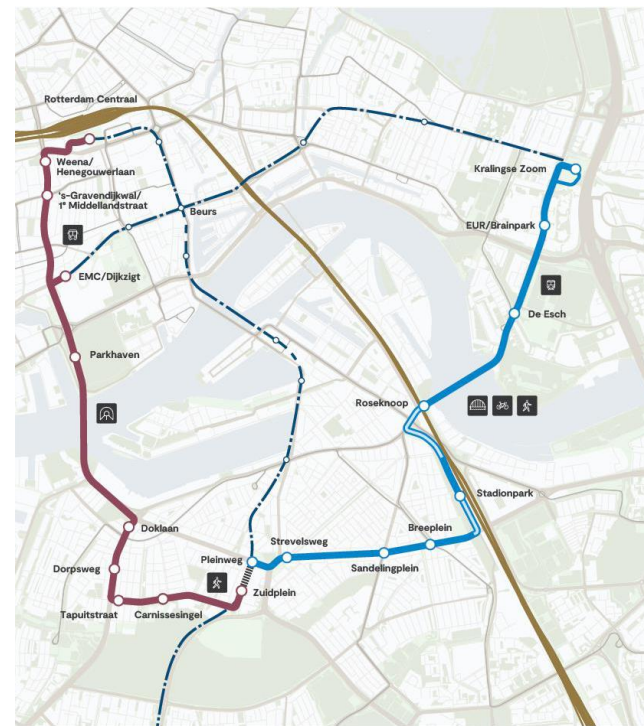 Rotterdam Centraal
Weena/
Henegouwerlaan
's-Gravendijkwal/
1e Middellandstraat
Beurs
Kralingse Zoom
EUR/Brainpark
EMC/Dijkzigt
De Esch
Parkhaven
Roseknoop
Stadionpark
Doklaan
Breeplein
Strevelsweg
Pleinweg
Sandelingplein
Dorpsweg
Zuidplein
Tapuitstraat
Carnissesingel